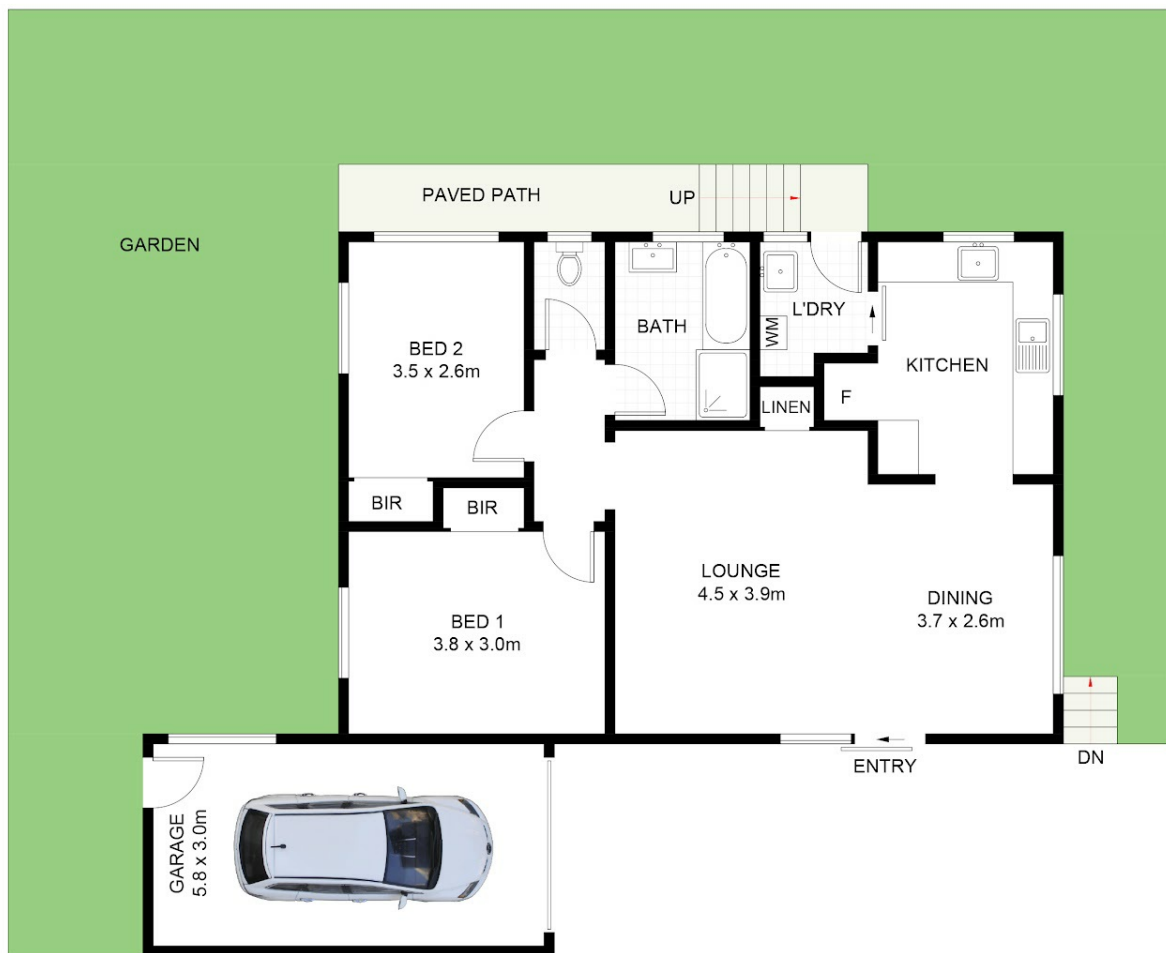 PAVED PATH
UP
GARDEN
L'DRY
BATH
WM
BED 2
3.5 x 2.6m
KITCHEN
F
LINEN
BIR
BIR
LOUNGE
4.5 x 3.9m
DINING
3.7 x 2.6m
BED 1
3.8 x 3.0m
ENTRY
DN
GARAGE
5.8 x 3.0m